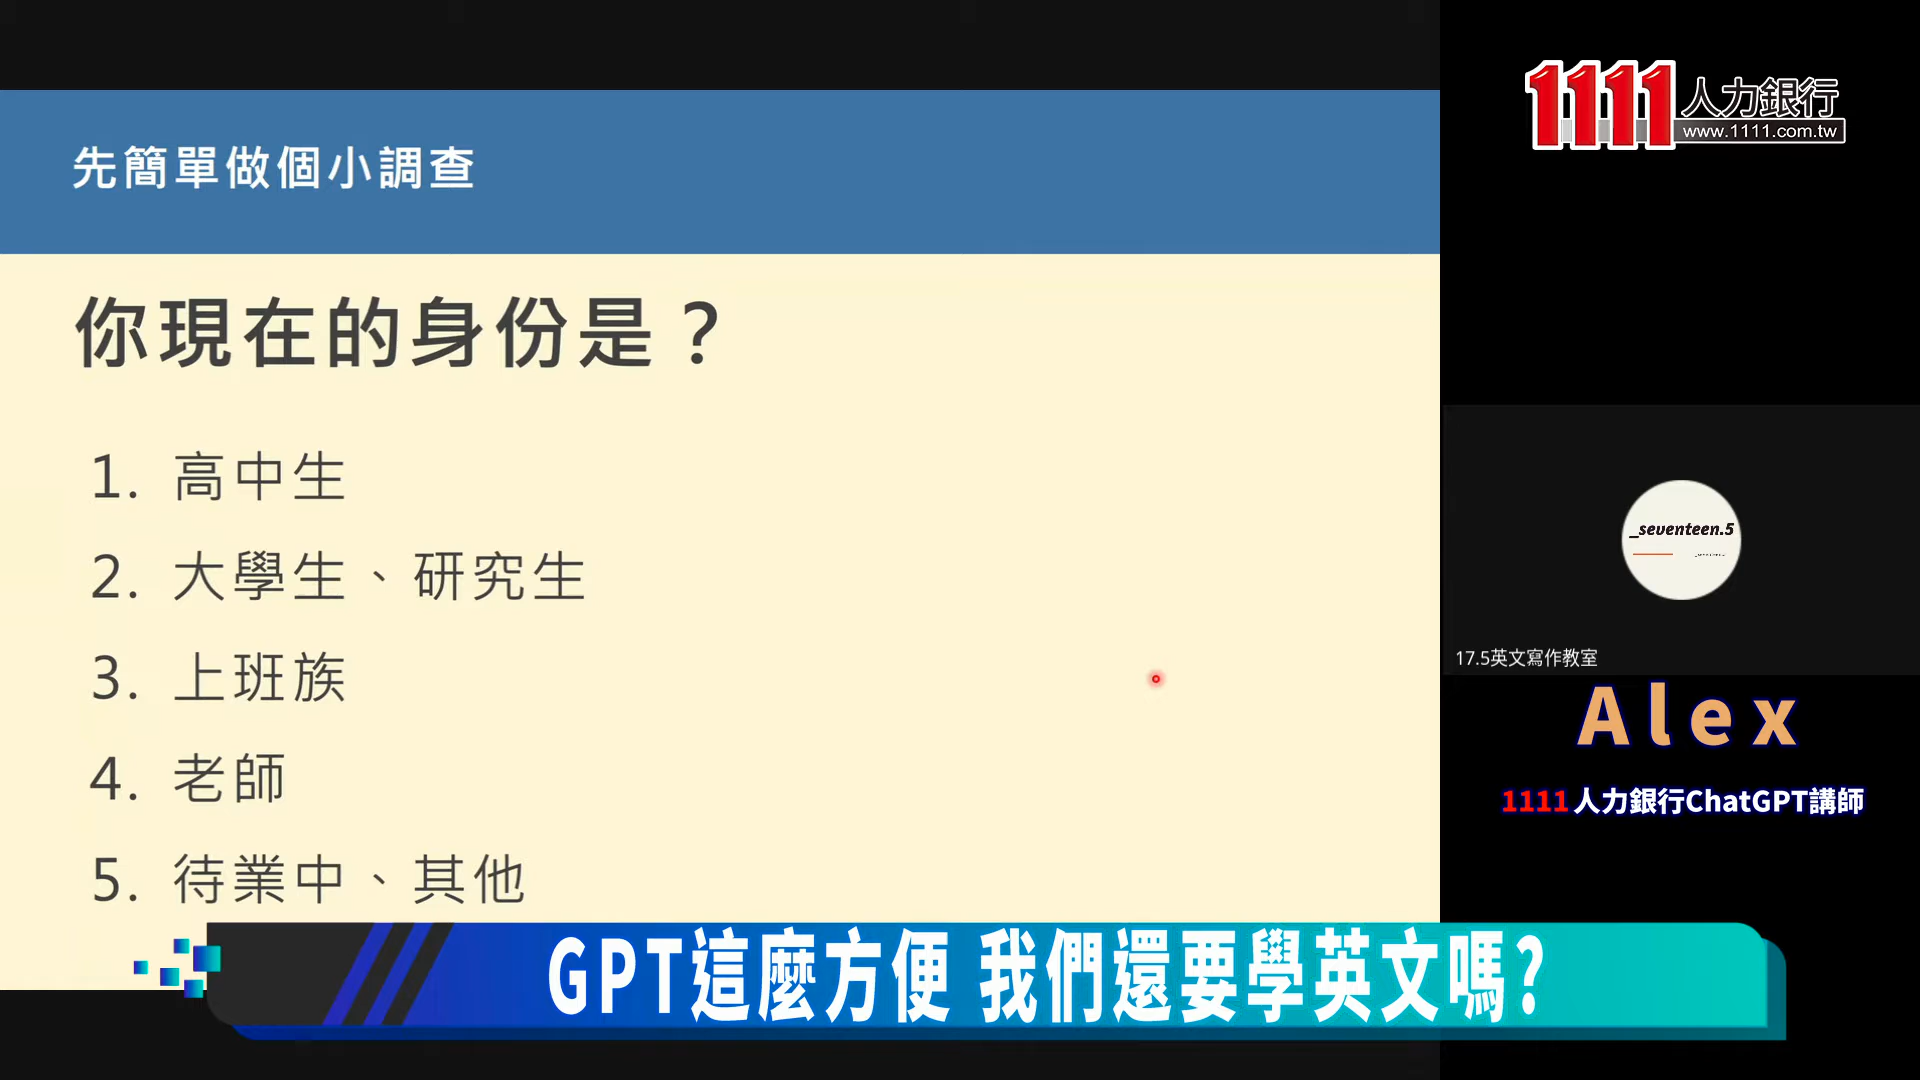 先簡單做個小調查
你現在的身份是？
1. 高中生
2. 大學生、研究生
3. 上班族
4. 老師
5. 待業中、其他
1111人力銀行
www.1111.com.tw
_seventeen.5
17.5英文寫作教室
Alex
1111人力銀行ChatGPT講師
GPT這麼方便 我們還要學英文嗎?